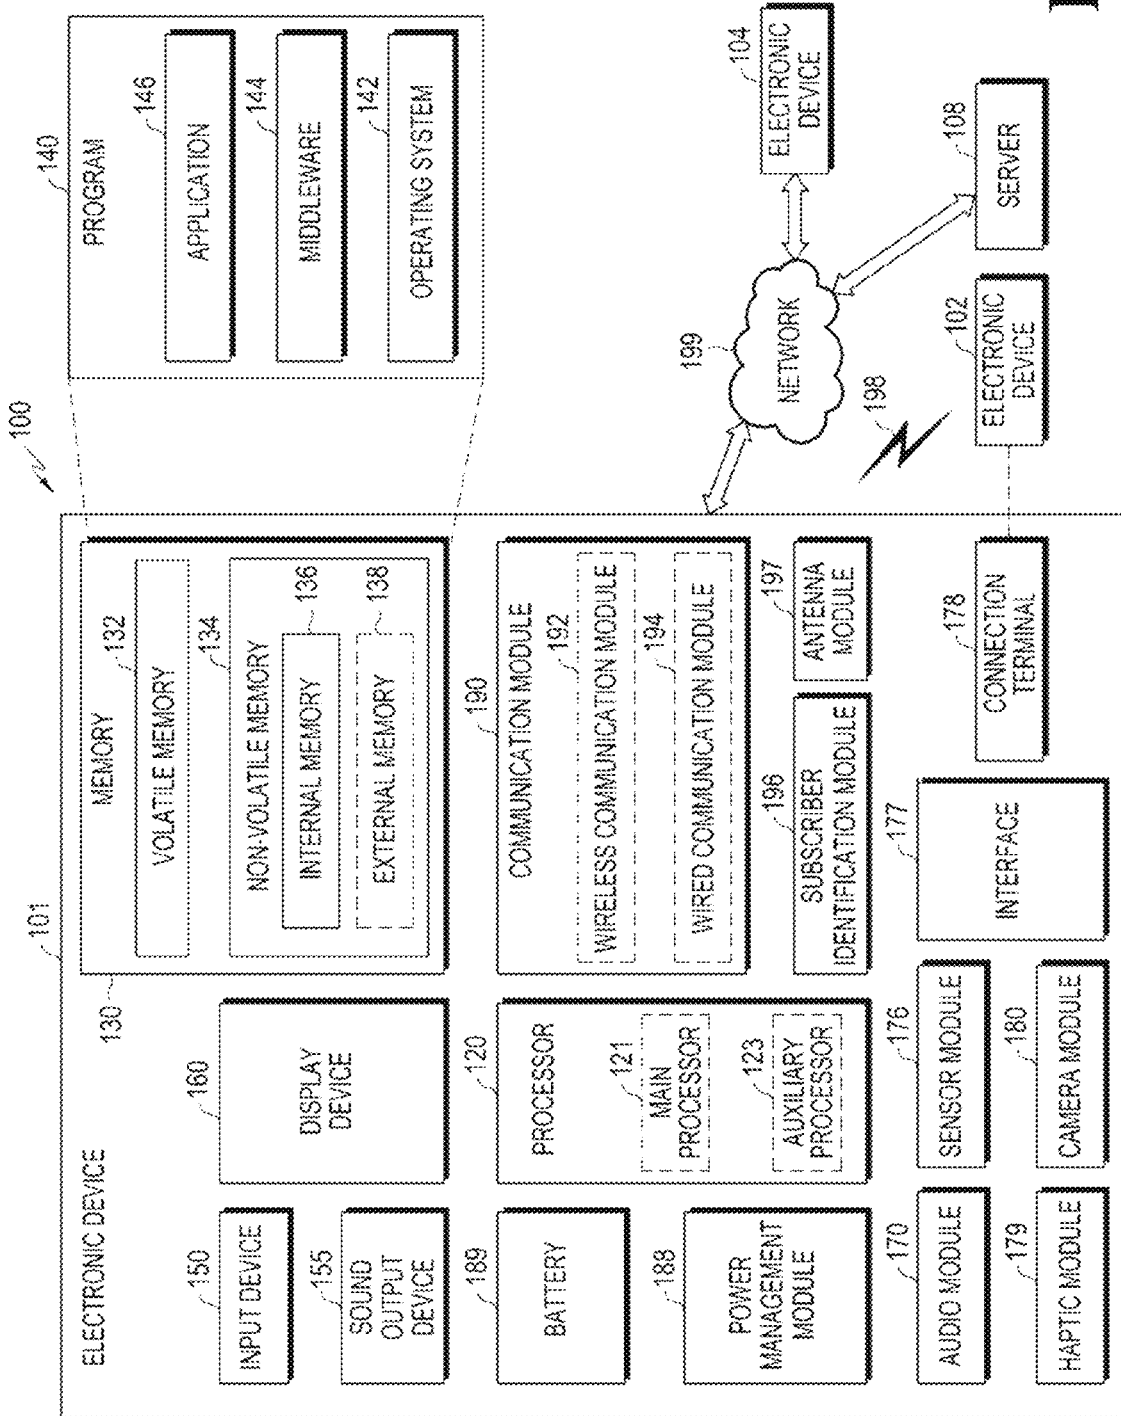 100
101
ELECTRONIC DEVICE
150
INPUT DEVICE
155
SOUND
OUTPUT
DEVICE
189
BATTERY
188
POWER
MANAGEMENT
MODULE
170
AUDIO MODULE
179
HAPTIC MODULE
160
DISPLAY
DEVICE
120
PROCESSOR
121
MAIN
PROCESSOR
123
AUXILIARY
PROCESSOR
176
SENSOR MODULE
180
CAMERA MODULE
130
MEMORY
132
VOLATILE MEMORY
134
NON-VOLATILE MEMORY
136
INTERNAL MEMORY
138
EXTERNAL MEMORY
190
COMMUNICATION MODULE
192
WIRELESS COMMUNICATION MODULE
194
WIRED COMMUNICATION MODULE
196
SUBSCRIBER
IDENTIFICATION MODULE
197
ANTENNA
MODULE
177
INTERFACE
178
CONNECTION
TERMINAL
140
PROGRAM
146
APPLICATION
144
MIDDLEWARE
142
OPERATING SYSTEM
199
NETWORK
198
104
ELECTRONIC
DEVICE
108
SERVER
102
ELECTRONIC
DEVICE